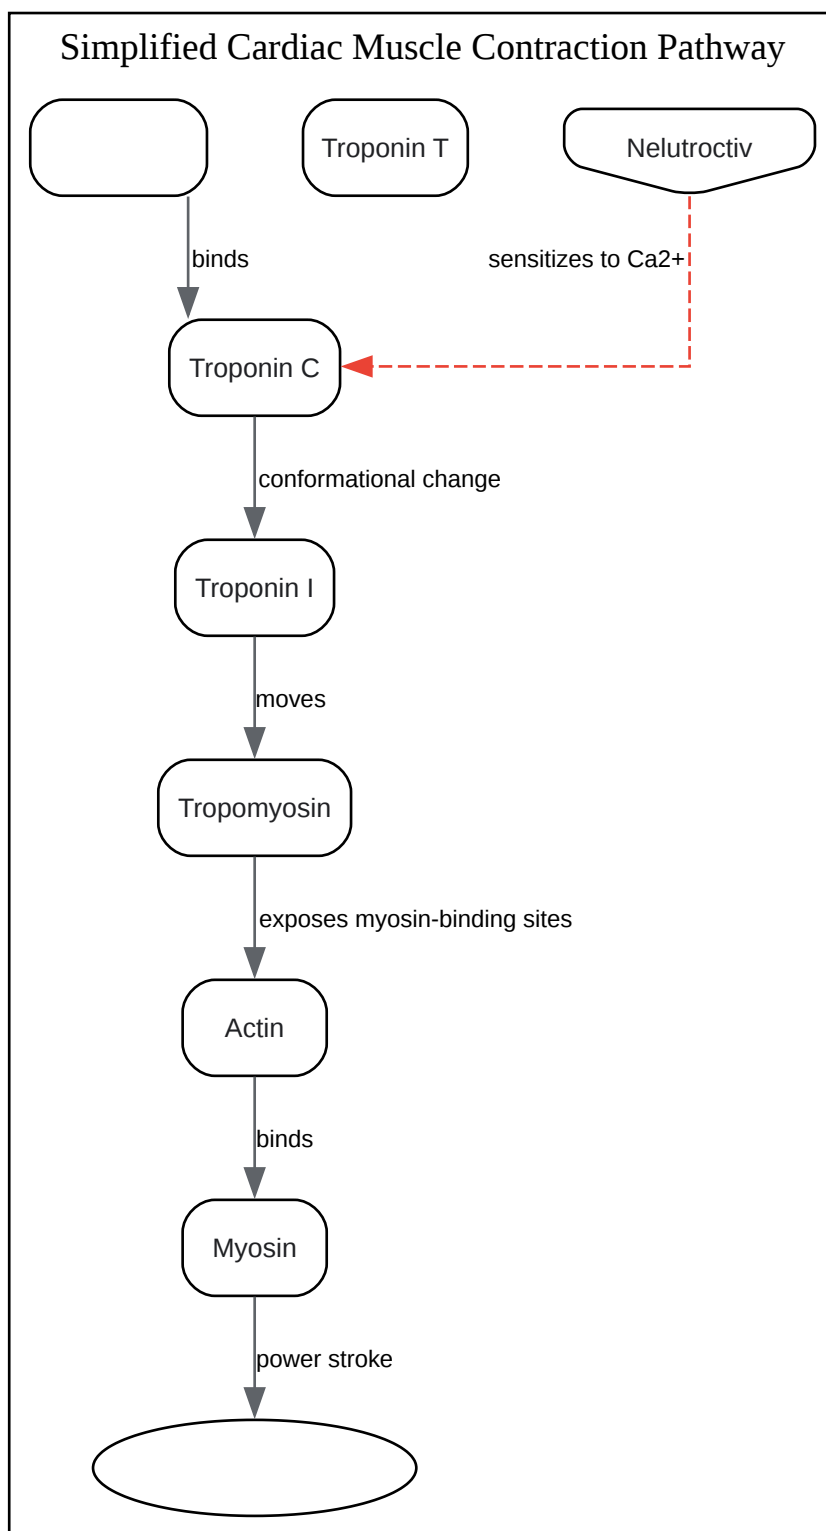 Simplified Cardiac Muscle Contraction Pathway
Troponin T
Nelutroctiv
binds
sensitizes to Ca2+
Troponin C
conformational change
Troponin I
moves
Tropomyosin
exposes myosin-binding sites
Actin
binds
Myosin
power stroke